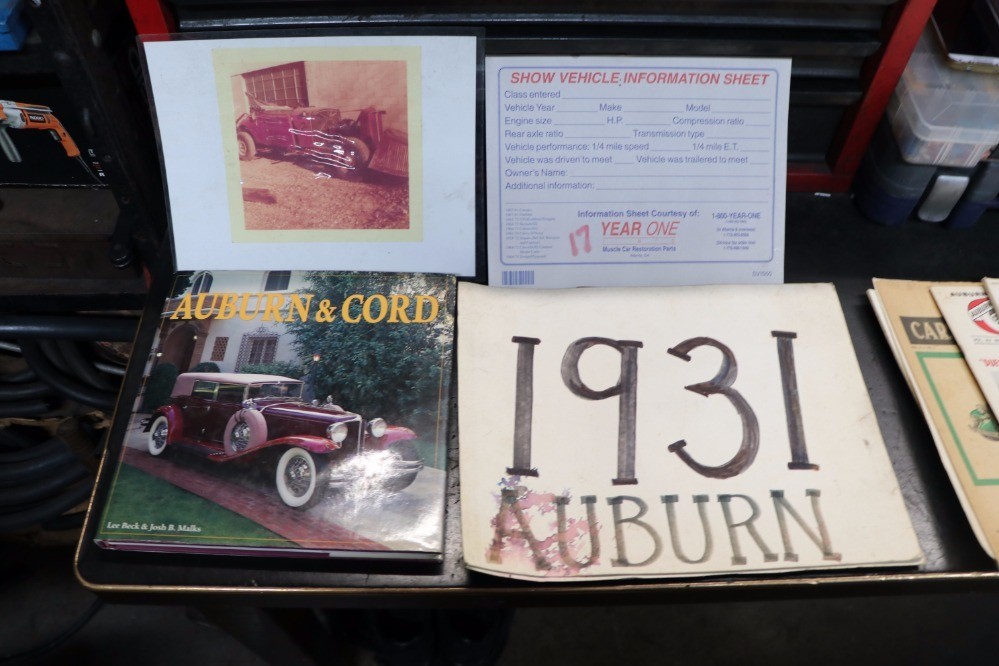 SHOW VEHICLE INFORMATION SHEET
Class entered
Vehicle Year Make Model
Engine size H.P. Compression ratio
Rear axle ratio Transmission type
Vehicle performance: 1/4 mile speed 1/4 mile E.T.
Vehicle was driven to meet Vehicle was trailered to meet
Owner's Name:
Additional information:
Information Sheet Courtesy of:
17 YEAR ONE
Muscle Car Restoration Parts
1-800-YEAR-ONE
AUBURN & CORD
Lee Beck & Josh B. Malks
1931
AUBURN
CAR